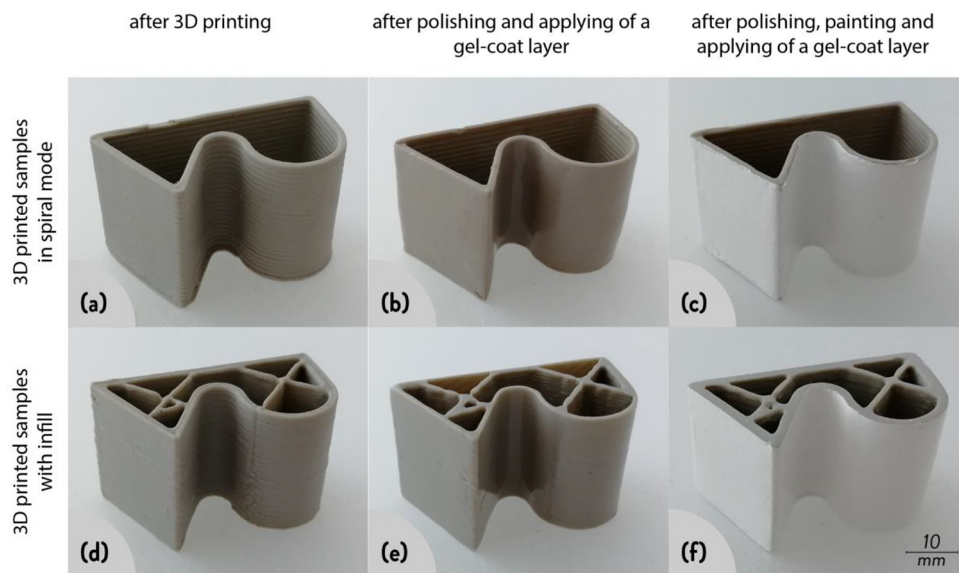 after 3D printing
after polishing and applying of a
gel-coat layer
after polishing, painting and
applying of a gel-coat layer
3D printed samples
in spiral mode
(a)
(b)
(c)
3D printed samples
with infill
(d)
(e)
(f)
10
mm